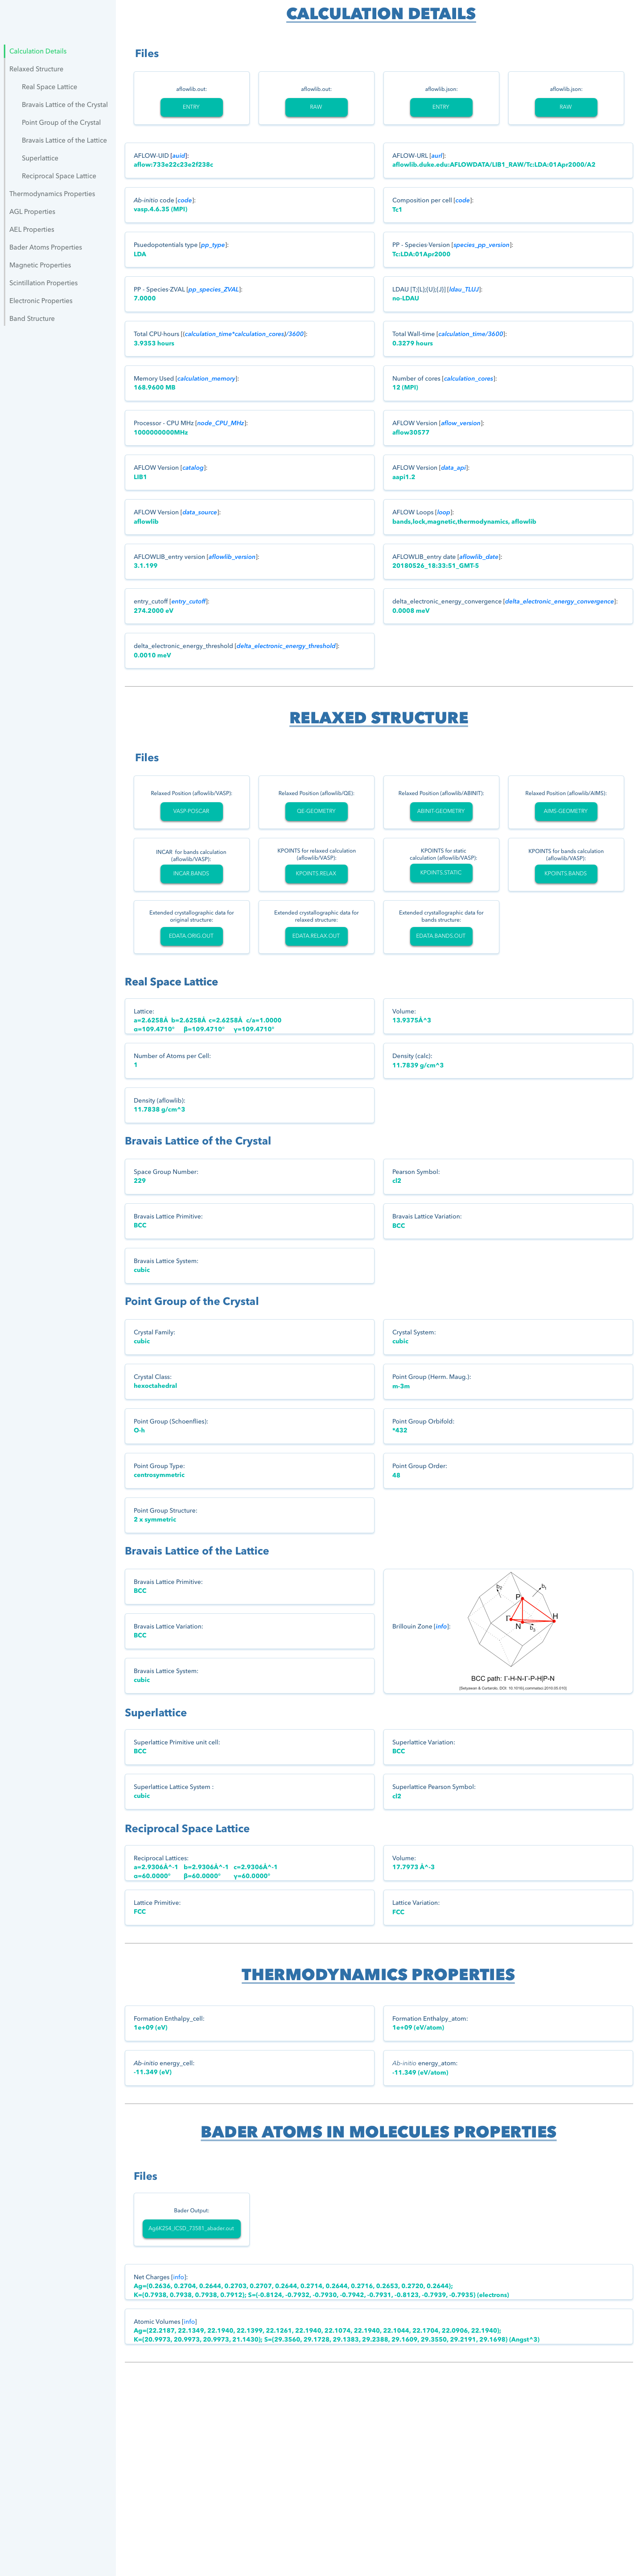 Calculation Details
Relaxed Structure
Real Space Lattice
Bravais Lattice of the Crystal
Point Group of the Crystal
Bravais Lattice of the Lattice
Superlattice
Reciprocal Space Lattice
Thermodynamics Properties
AGL Properties
AEL Properties
Bader Atoms Properties
Magnetic Properties
Scintillation Properties
Electronic Properties
Band Structure
CALCULATION DETAILS
Files
aflowlib.out:
ENTRY
aflowlib.out:
RAW
aflowlib.json:
ENTRY
aflowlib.json:
RAW
AFLOW-UID [auid]:
aflow:733e22c23e2f238c
AFLOW-URL [aurl]:
aflowlib.duke.edu:AFLOWDATA/LIB1_RAW/Tc:LDA:01Apr2000/A2
Ab-initio code [code]:
vasp.4.6.35 (MPI)
Composition per cell [code]:
Tc1
Psuedopotentials type [pp_type]:
LDA
PP - Species-Version [species_pp_version]:
Tc:LDA:01Apr2000
PP - Species-ZVAL [pp_species_ZVAL]:
7.0000
LDAU [T;{L};{U};{J}] [ldau_TLUJ]:
no-LDAU
Total CPU-hours [(calculation_time*calculation_cores)/3600]:
3.9353 hours
Total Wall-time [calculation_time/3600]:
0.3279 hours
Memory Used [calculation_memory]:
168.9600 MB
Number of cores [calculation_cores]:
12 (MPI)
Processor - CPU MHz [node_CPU_MHz]:
1000000000MHz
AFLOW Version [aflow_version]:
aflow30577
AFLOW Version [catalog]:
LIB1
AFLOW Version [data_api]:
aapi1.2
AFLOW Version [data_source]:
aflowlib
AFLOW Loops [loop]:
bands,lock,magnetic,thermodynamics, aflowlib
AFLOWLIB_entry version [aflowlib_version]:
3.1.199
AFLOWLIB_entry date [aflowlib_date]:
20180526_18:33:51_GMT-5
entry_cutoff [entry_cutoff]:
274.2000 eV
delta_electronic_energy_convergence [delta_electronic_energy_convergence]:
0.0008 meV
delta_electronic_energy_threshold [delta_electronic_energy_threshold]:
0.0010 meV
RELAXED STRUCTURE
Files
Relaxed Position (aflowlib/VASP):
VASP-POSCAR
Relaxed Position (aflowlib/QE):
QE-GEOMETRY
Relaxed Position (aflowlib/ABINIT):
ABINIT-GEOMETRY
Relaxed Position (aflowlib/AIMS):
AIMS-GEOMETRY
INCAR for bands calculation
(aflowlib/VASP):
INCAR.BANDS
KPOINTS for relaxed calculation
(aflowlib/VASP):
KPOINTS.RELAX
KPOINTS for static
calculation (aflowlib/VASP):
KPOINTS.STATIC
KPOINTS for bands calculation
(aflowlib/VASP):
KPOINTS.BANDS
Extended crystallographic data for
original structure:
EDATA.ORIG.OUT
Extended crystallographic data for
relaxed structure:
EDATA.RELAX.OUT
Extended crystallographic data for
bands structure:
EDATA.BANDS.OUT
Real Space Lattice
Lattice:
a=2.6258Å b=2.6258Å c=2.6258Å c/a=1.0000
α=109.4710° β=109.4710° γ=109.4710°
Volume:
13.9375Å^3
Number of Atoms per Cell:
1
Density (calc):
11.7839 g/cm^3
Density (aflowlib):
11.7838 g/cm^3
Bravais Lattice of the Crystal
Space Group Number:
229
Pearson Symbol:
cI2
Bravais Lattice Primitive:
BCC
Bravais Lattice Variation:
BCC
Bravais Lattice System:
cubic
Point Group of the Crystal
Crystal Family:
cubic
Crystal System:
cubic
Crystal Class:
hexoctahedral
Point Group (Herm. Maug.):
m-3m
Point Group (Schoenflies):
O-h
Point Group Orbifold:
*432
Point Group Type:
centrosymmetric
Point Group Order:
48
Point Group Structure:
2 x symmetric
Bravais Lattice of the Lattice
Bravais Lattice Primitive:
BCC
Bravais Lattice Variation:
BCC
Bravais Lattice System:
cubic
Brillouin Zone [info]:
b2
b1
P
Γ
H
N
b3
BCC path: Γ-H-N-Γ-P-H|P-N
[Setyawan & Curtarolo, DOI: 10.1016/j.commatsci.2010.05.010]
Superlattice
Superlattice Primitive unit cell:
BCC
Superlattice Variation:
BCC
Superlattice Lattice System :
cubic
Superlattice Pearson Symbol:
cI2
Reciprocal Space Lattice
Reciprocal Lattices:
a=2.9306Å^-1 b=2.9306Å^-1 c=2.9306Å^-1
α=60.0000° β=60.0000° γ=60.0000°
Volume:
17.7973 Å^-3
Lattice Primitive:
FCC
Lattice Variation:
FCC
THERMODYNAMICS PROPERTIES
Formation Enthalpy_cell:
1e+09 (eV)
Formation Enthalpy_atom:
1e+09 (eV/atom)
Ab-initio energy_cell:
-11.349 (eV)
Ab-initio energy_atom:
-11.349 (eV/atom)
BADER ATOMS IN MOLECULES PROPERTIES
Files
Bader Output:
Ag6K2S4_ICSD_73581_abader.out
Net Charges [info]:
Ag={0.2636, 0.2704, 0.2644, 0.2703, 0.2707, 0.2644, 0.2714, 0.2644, 0.2716, 0.2653, 0.2720, 0.2644};
K={0.7938, 0.7938, 0.7938, 0.7912}; S={-0.8124, -0.7932, -0.7930, -0.7942, -0.7931, -0.8123, -0.7939, -0.7935} (electrons)
Atomic Volumes [info]
Ag={22.2187, 22.1349, 22.1940, 22.1399, 22.1261, 22.1940, 22.1074, 22.1940, 22.1044, 22.1704, 22.0906, 22.1940};
K={20.9973, 20.9973, 20.9973, 21.1430}; S={29.3560, 29.1728, 29.1383, 29.2388, 29.1609, 29.3550, 29.2191, 29.1698} (Angst^3)